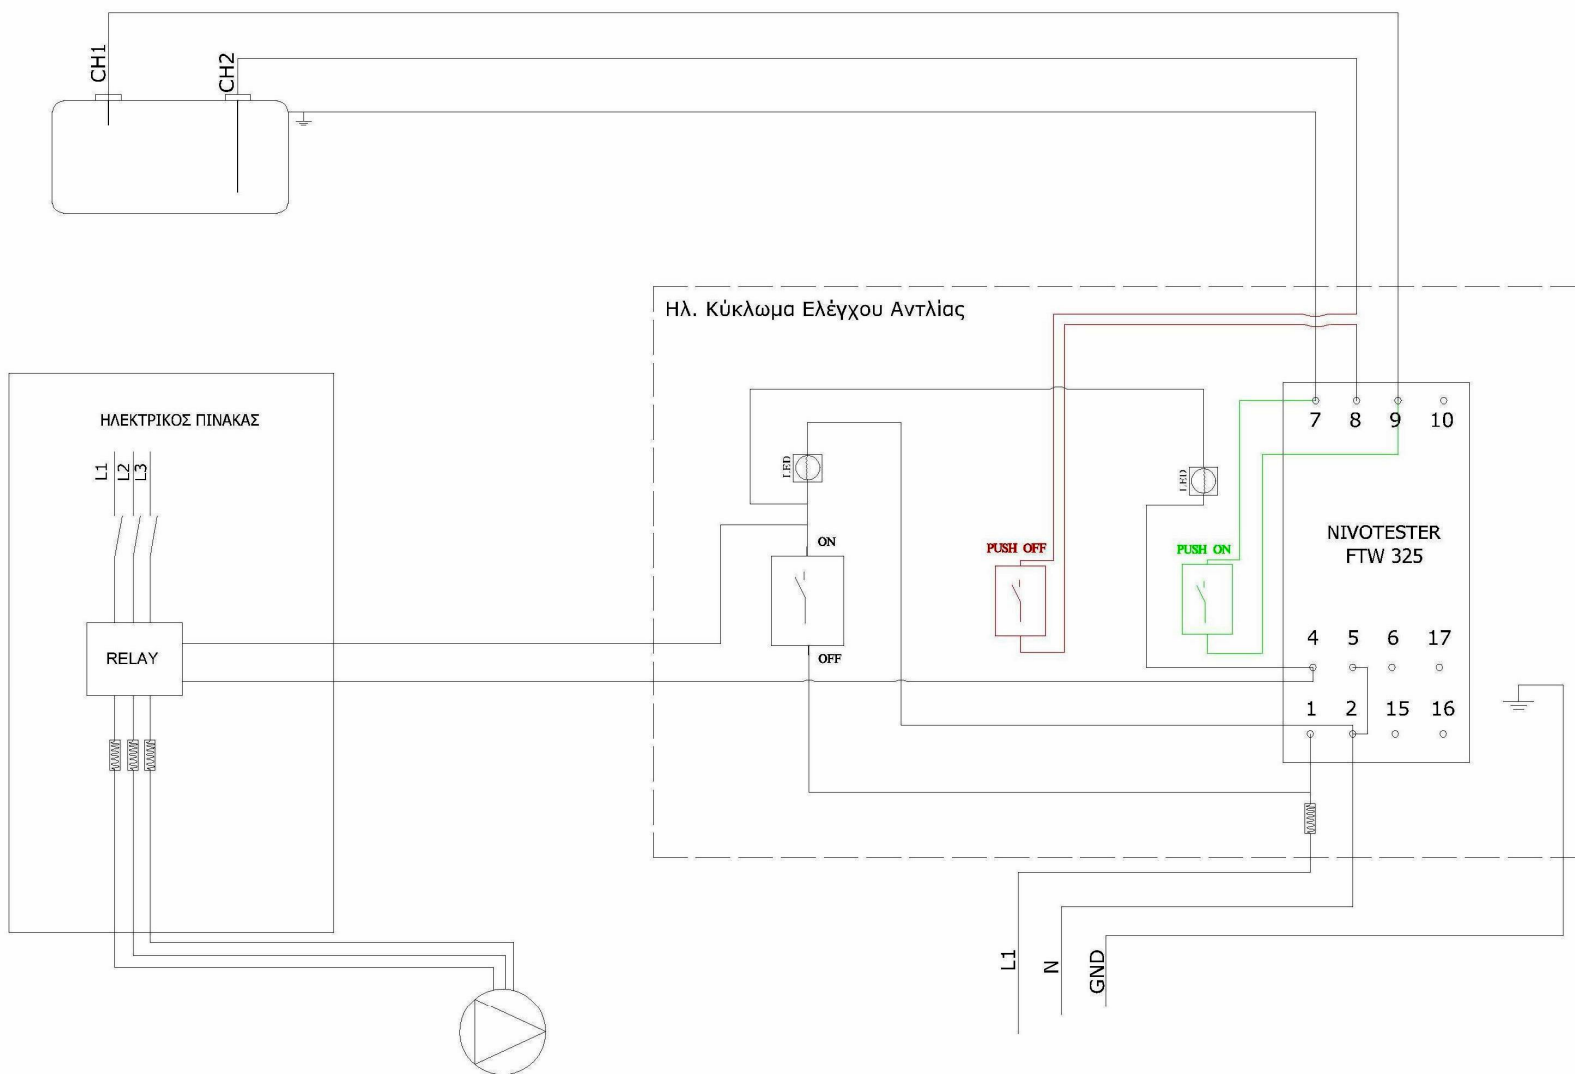 CH1
CH2
Ηλ. Κύκλωμα Ελέγχου Αντλίας
ΗΛΕΚΤΡΙΚΟΣ ΠΙΝΑΚΑΣ
L1
L2
L3
RELAY
LED
ON
OFF
PUSH OFF
LED
PUSH ON
7 8 9 10
NIVOTESTER
FTW 325
4 5 6 17
1 2 15 16
L1
N
GND